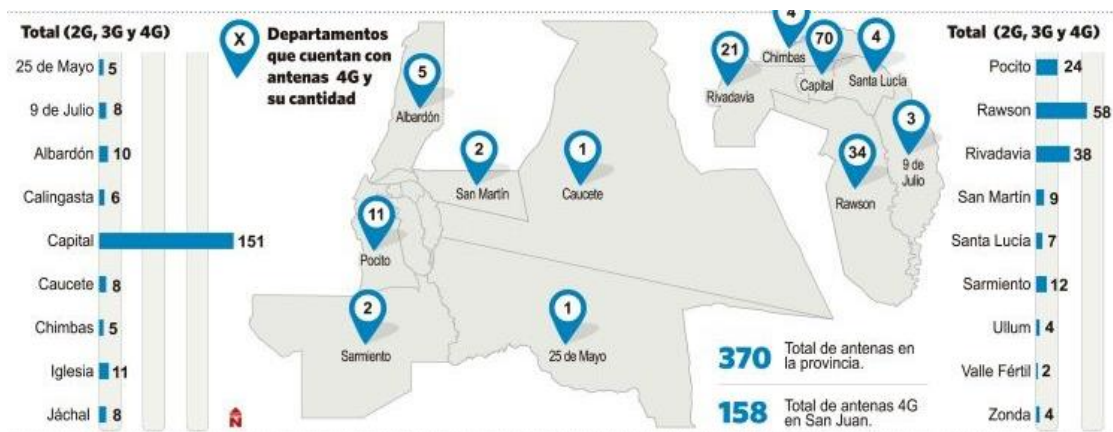 Total (2G, 3G y 4G)
25 de Mayo 5
9 de Julio 8
Albardón 10
Calingasta 6
Capital 151
Caucete 8
Chimbas 5
Iglesia 11
Jáchal 8
X
Departamentos
que cuentan con
antenas 4G y
su cantidad
5
Albardón
2
San Martín
1
Caucete
11
Pocito
2
Sarmiento
1
25 de Mayo
N
4
Chimbas
70
Capital
4
Santa Lucía
21
Rivadavia
34
Rawson
3
9 de
Julio
370 Total de antenas en
la provincia.
158 Total de antenas 4G
en San Juan.
Total (2G, 3G y 4G)
Pocito 24
Rawson 58
Rivadavia 38
San Martín 9
Santa Lucía 7
Sarmiento 12
Ullum 4
Valle Fértil 2
Zonda 4